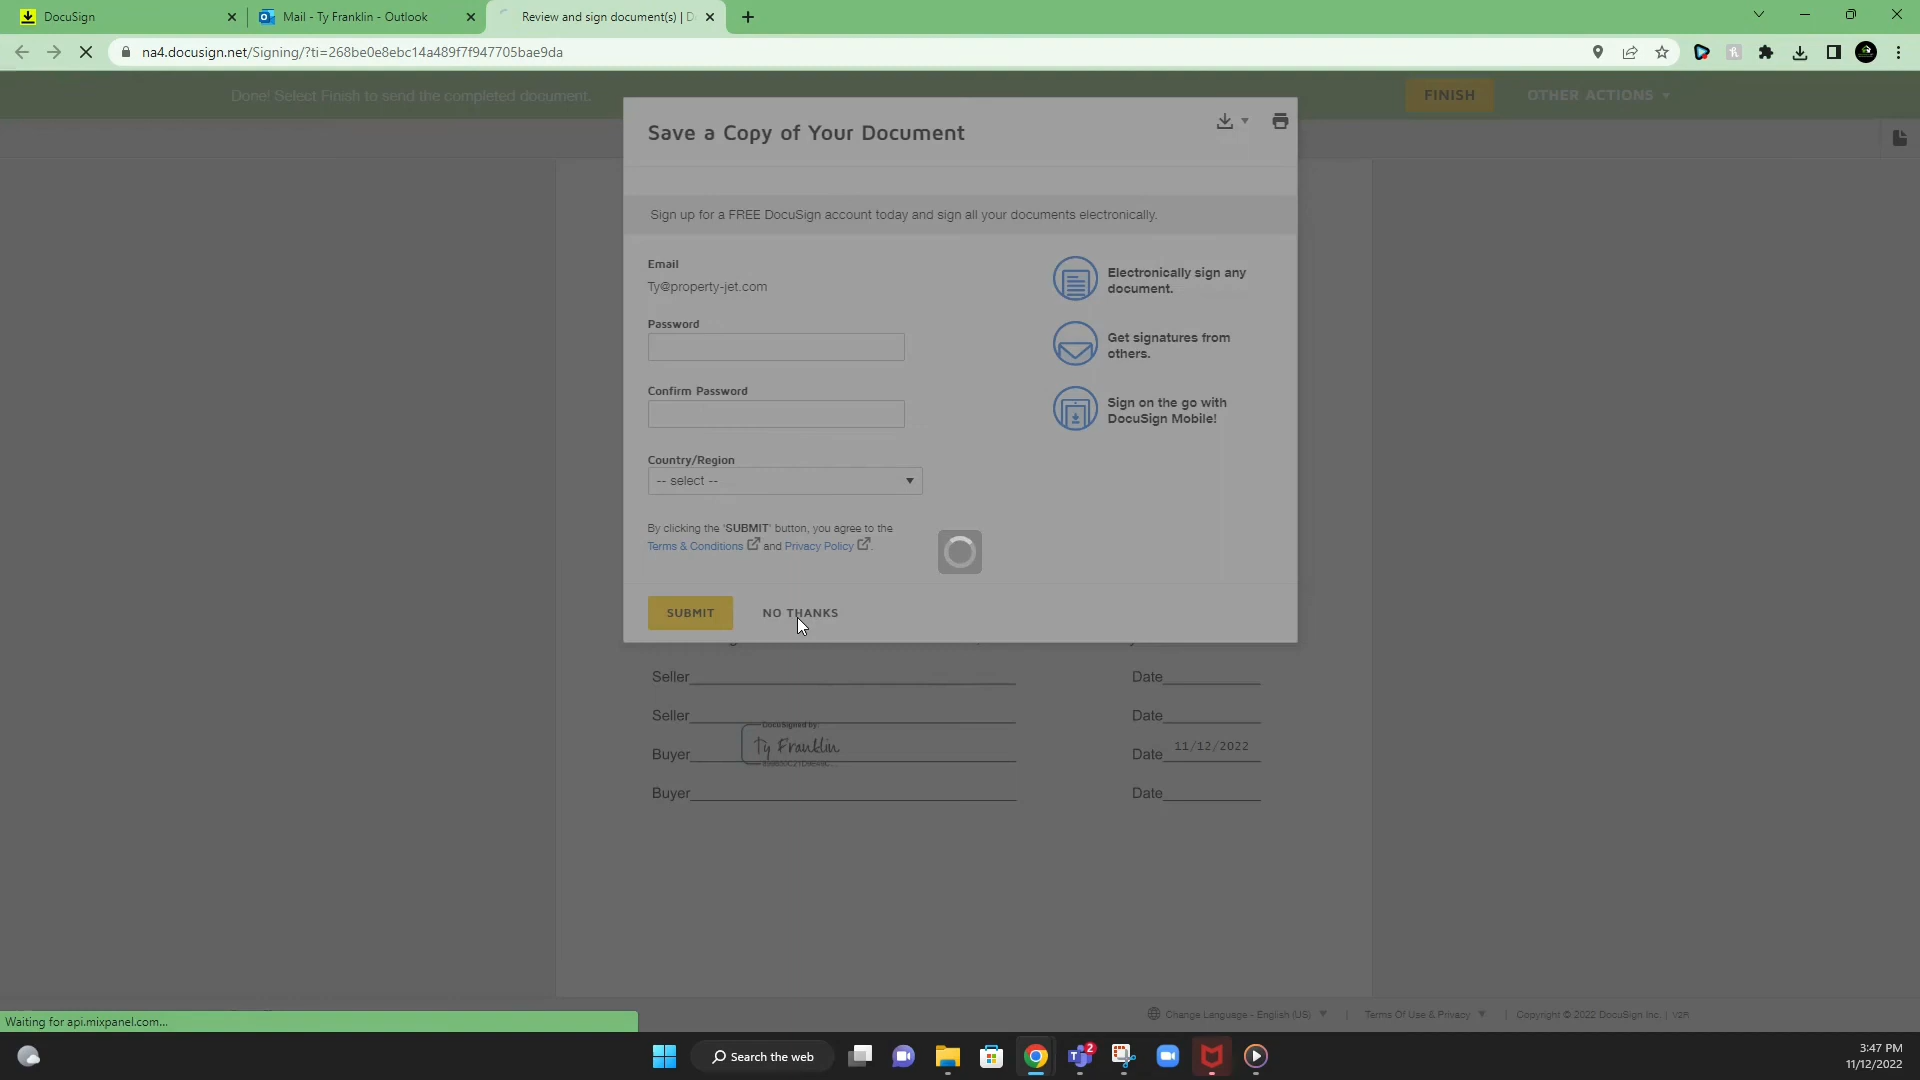 DocuSign
Mail - Ty Franklin - Outlook
Review and sign document(s) | D
na4.docusign.net/Signing/?ti=268be0e8ebc14a489f7f947705bae9da
Done! Select Finish to send the completed document.
FINISH
OTHER ACTIONS
Save a Copy of Your Document
Sign up for a FREE DocuSign account today and sign all your documents electronically.
Email
Ty@property-jet.com
Password
Confirm Password
Country/Region
-- select --
Electronically sign any
document.
Get signatures from
others.
Sign on the go with
DocuSign Mobile!
By clicking the 'SUBMIT' button, you agree to the
Terms & Conditions and Privacy Policy.
SUBMIT
NO THANKS
Seller Date
Seller Date
DocuSigned by:
Ty Franklin
Buyer Date 11/12/2022
Buyer Date
Change Language - English (US) | Terms Of Use & Privacy | Copyright © 2022 DocuSign Inc. | V2R
Waiting for api.mixpanel.com...
Search the web
2
3:47 PM
11/12/2022